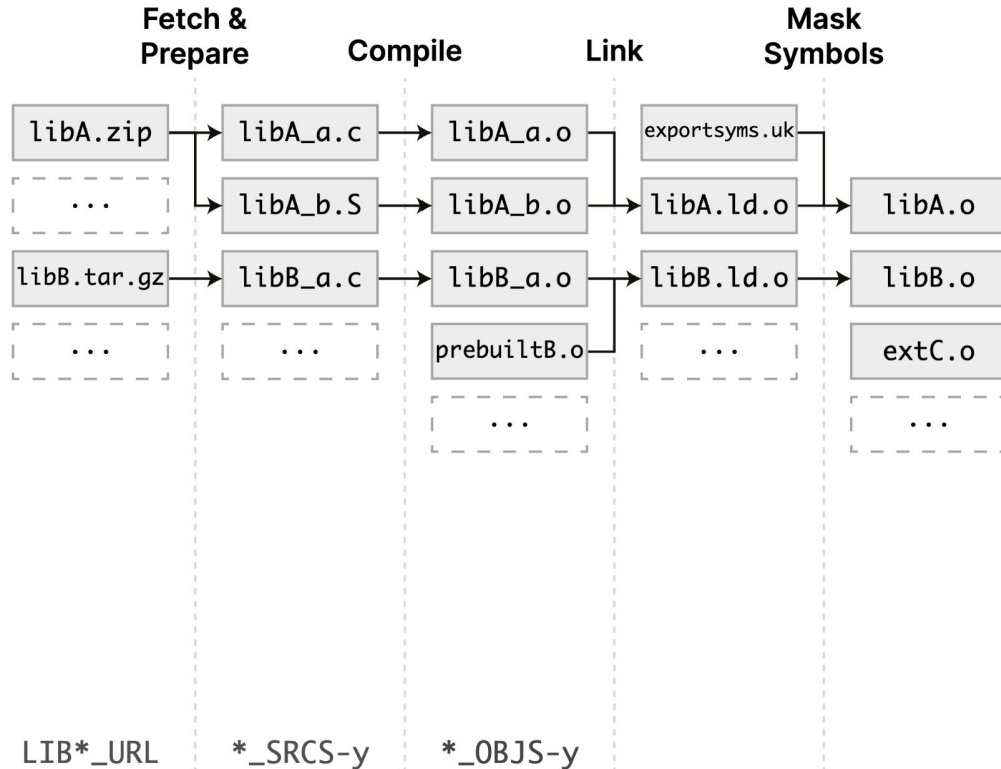 Fetch &
Prepare
Compile
Link
Mask
Symbols
libA.zip
libA_a.c
libA_a.o
exportsyms.uk
...
libA_b.S
libA_b.o
libA.ld.o
libA.o
libB.tar.gz
libB_a.c
libB_a.o
libB.ld.o
libB.o
...
...
prebuiltB.o
...
extC.o
...
...
LIB*_URL
*_SRCS-y
*_OBJS-y